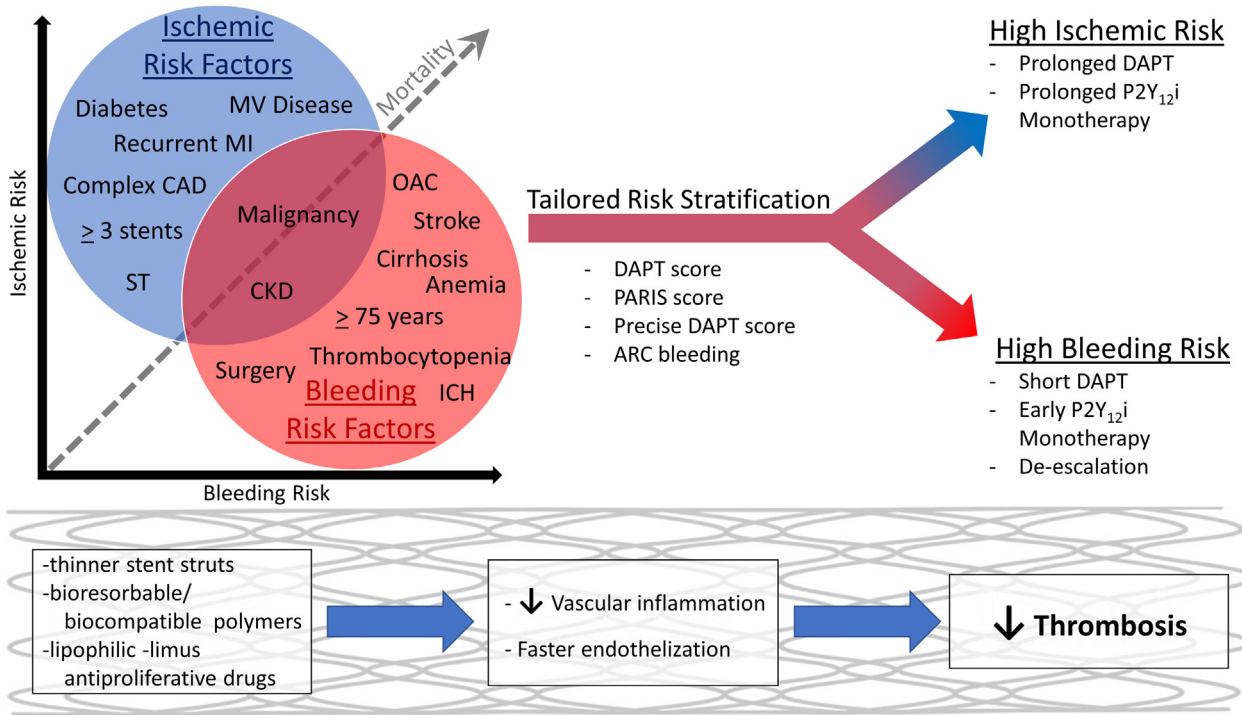 Ischemic
Risk Factors
Diabetes
MV Disease
Recurrent MI
Complex CAD
≥ 3 stents
ST
Malignancy
CKD
OAC
Stroke
Cirrhosis
Anemia
≥ 75 years
Thrombocytopenia
Surgery
ICH
Bleeding
Risk Factors
Mortality
Ischemic Risk
Bleeding Risk
Tailored Risk Stratification
- DAPT score
- PARIS score
- Precise DAPT score
- ARC bleeding
High Ischemic Risk
- Prolonged DAPT
- Prolonged P2Y₁₂i
Monotherapy
High Bleeding Risk
- Short DAPT
- Early P2Y₁₂i
Monotherapy
- De-escalation
-thinner stent struts
-bioresorbable/
biocompatible polymers
-lipophilic -limus
antiproliferative drugs
- ↓ Vascular inflammation
- Faster endothelization
↓ Thrombosis